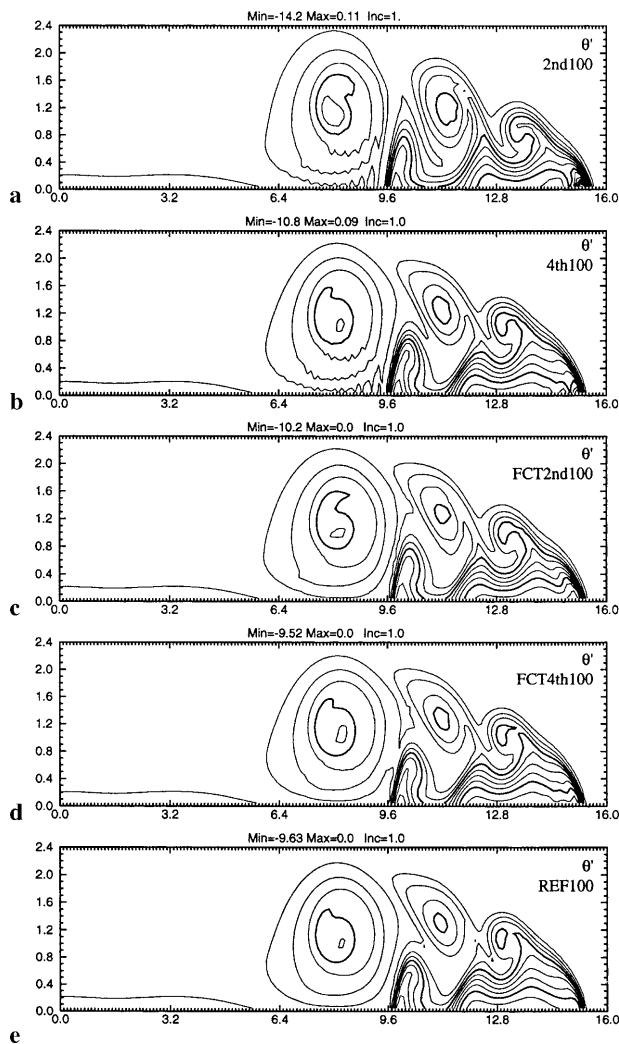 Min=-14.2 Max=0.11 Inc=1.
2.4
2.0
1.6
1.2
0.8
0.4
0.0
θ'
2nd100
a
0.0 3.2 6.4 9.6 12.8 16.0
Min=-10.8 Max=0.09 Inc=1.0
2.4
2.0
1.6
1.2
0.8
0.4
0.0
θ'
4th100
b
0.0 3.2 6.4 9.6 12.8 16.0
Min=-10.2 Max=0.0 Inc=1.0
2.4
2.0
1.6
1.2
0.8
0.4
0.0
θ'
FCT2nd100
c
0.0 3.2 6.4 9.6 12.8 16.0
Min=-9.52 Max=0.0 Inc=1.0
2.4
2.0
1.6
1.2
0.8
0.4
0.0
θ'
FCT4th100
d
0.0 3.2 6.4 9.6 12.8 16.0
Min=-9.63 Max=0.0 Inc=1.0
2.4
2.0
1.6
1.2
0.8
0.4
0.0
θ'
REF100
e
0.0 3.2 6.4 9.6 12.8 16.0